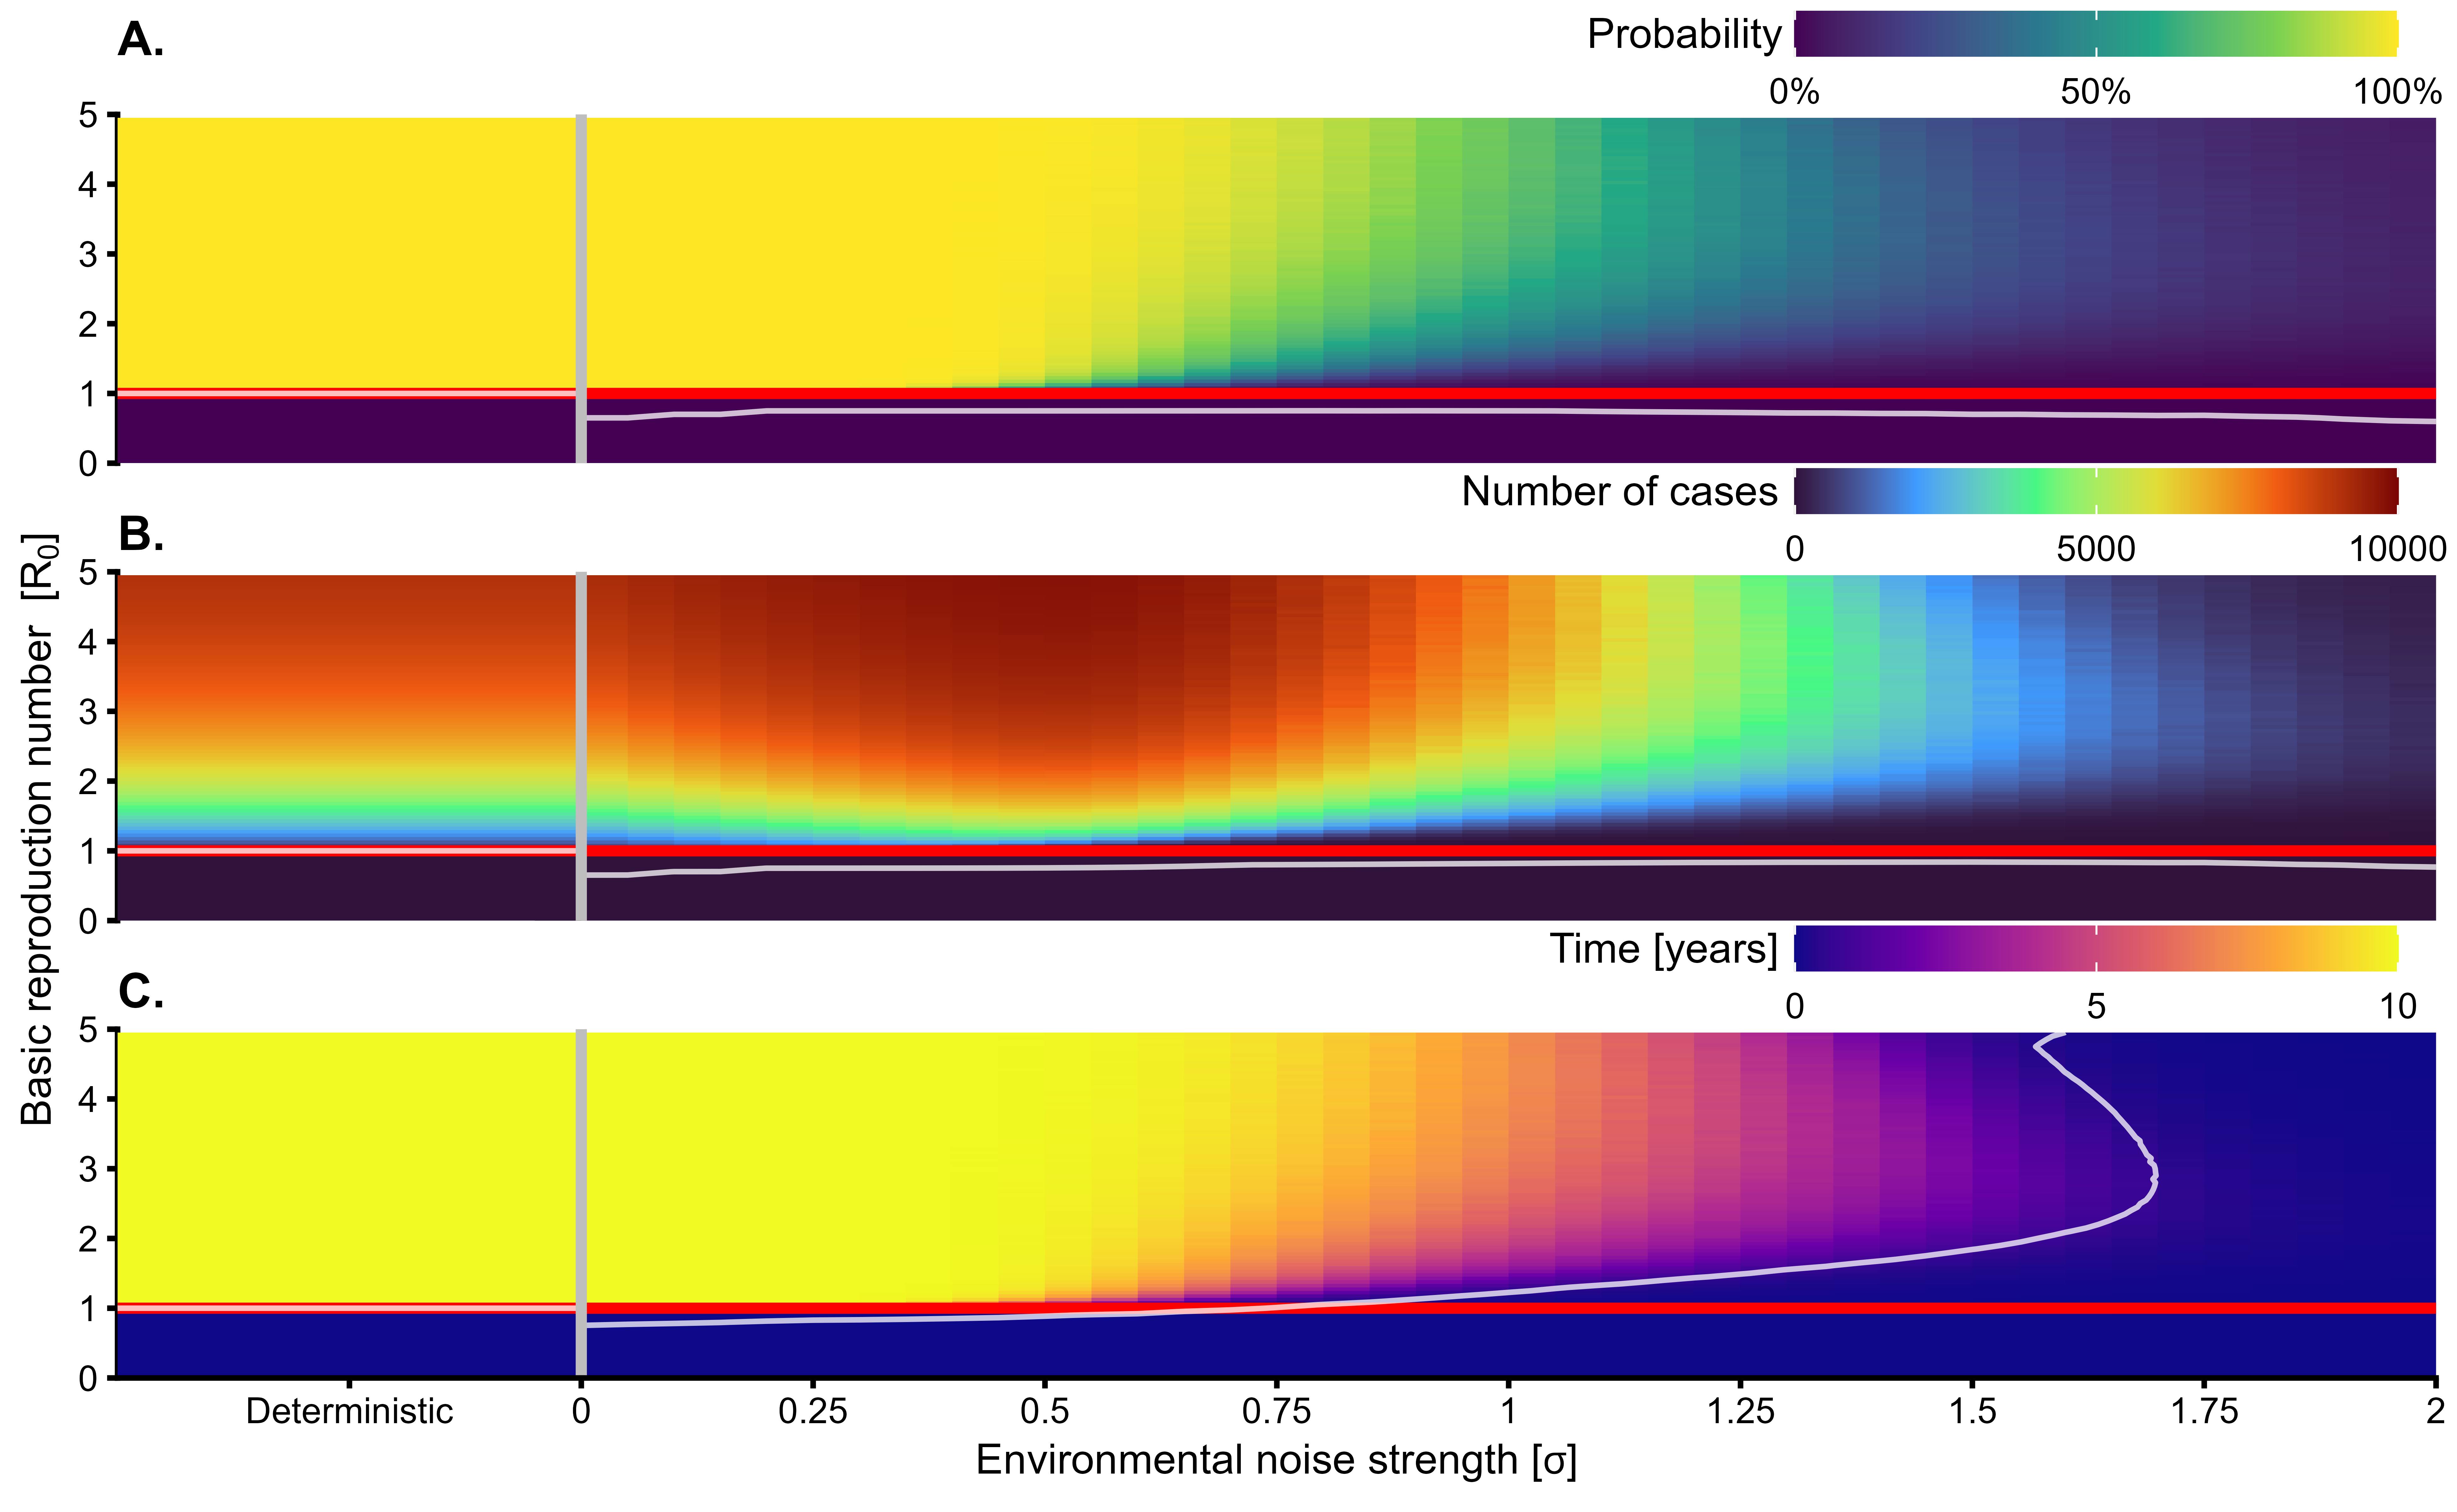 A.
Probability
0% 50% 100%
5
4
3
2
1
0
Number of cases
B.
0 5000 10000
5
4
3
2
1
0
Time [years]
C.
0 5 10
5
4
3
2
1
0
Basic reproduction number [R₀]
Deterministic 0 0.25 0.5 0.75 1 1.25 1.5 1.75 2
Environmental noise strength [σ]